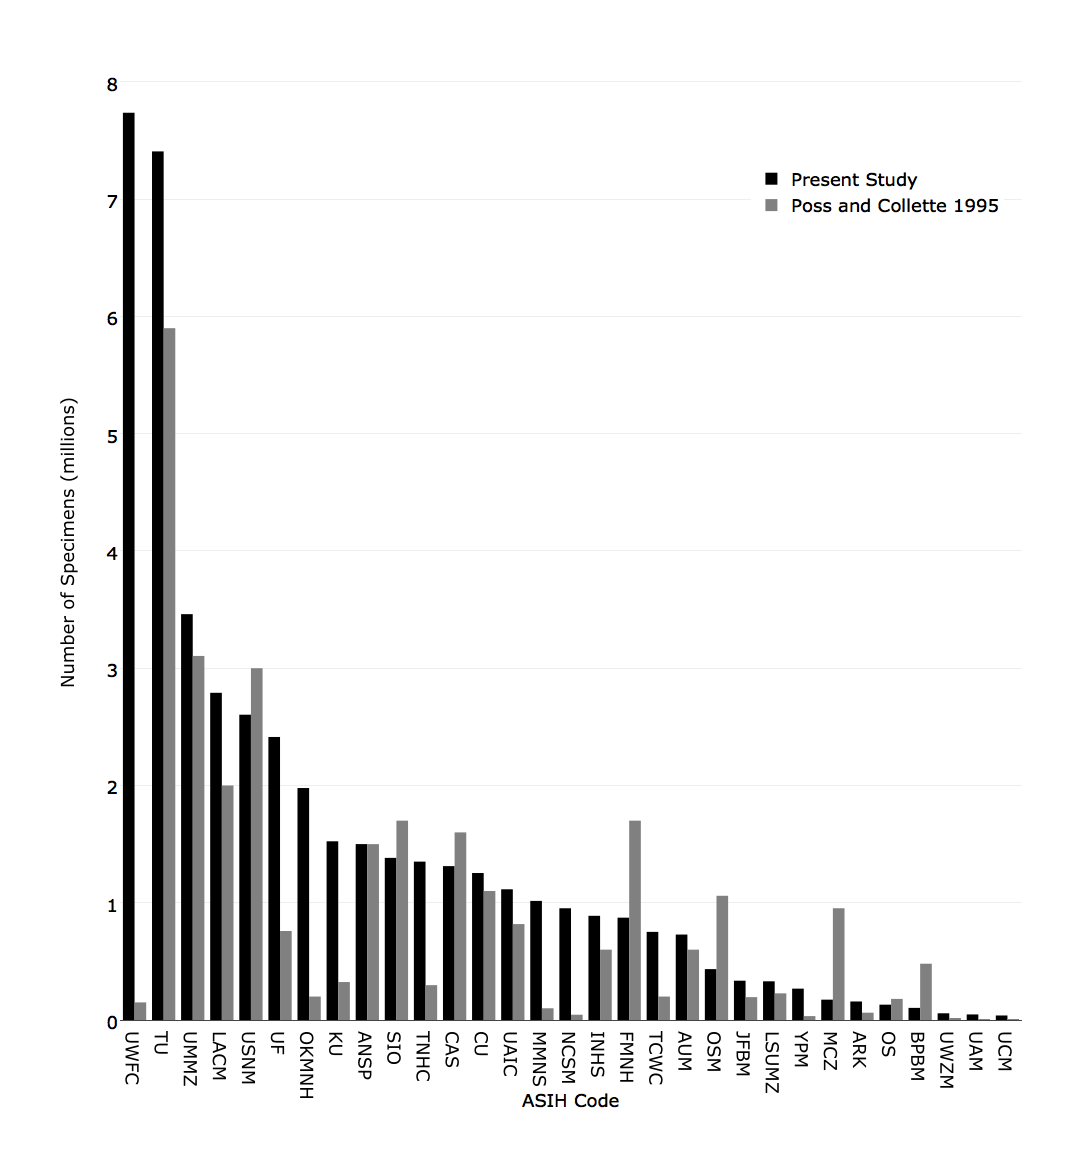 8
7
6
5
4
3
2
1
0
Number of Specimens (millions)
Present Study
Poss and Collette 1995
UWFC
TU
UMMZ
LACM
USNM
UF
OKMNH
KU
ANSP
SIO
TNHC
CAS
CU
UAIC
MMNS
NCSM
INHS
FMNH
TCWC
AUM
OSM
JFBM
LSUMZ
YPM
MCZ
ARK
OS
BPBM
UWZM
UAM
UCM
ASIH Code